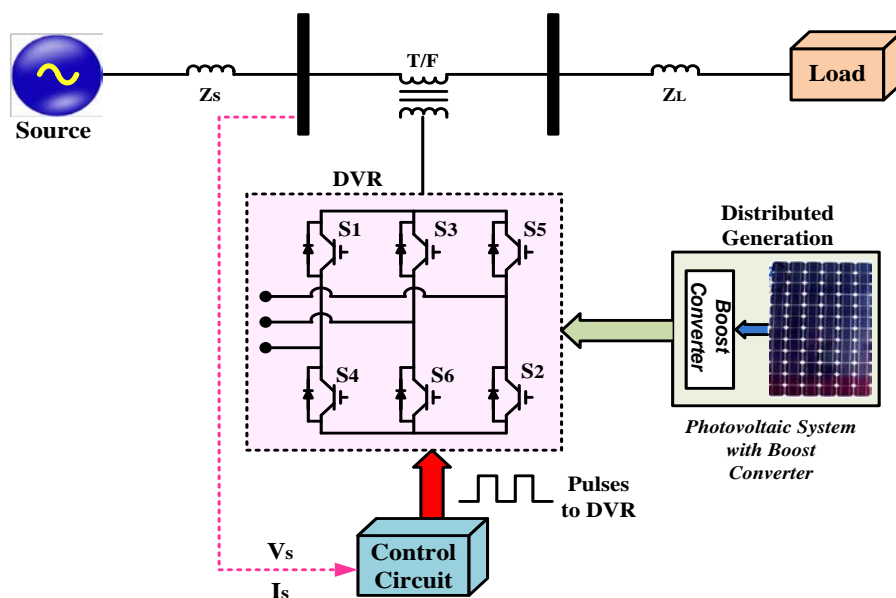 T/F
Zs
ZL
Load
Source
DVR
S1
S3
S5
S4
S6
S2
Distributed
Generation
Boost
Converter
Photovoltaic System
with Boost
Converter
Pulses
to DVR
Control
Circuit
Vs
Is